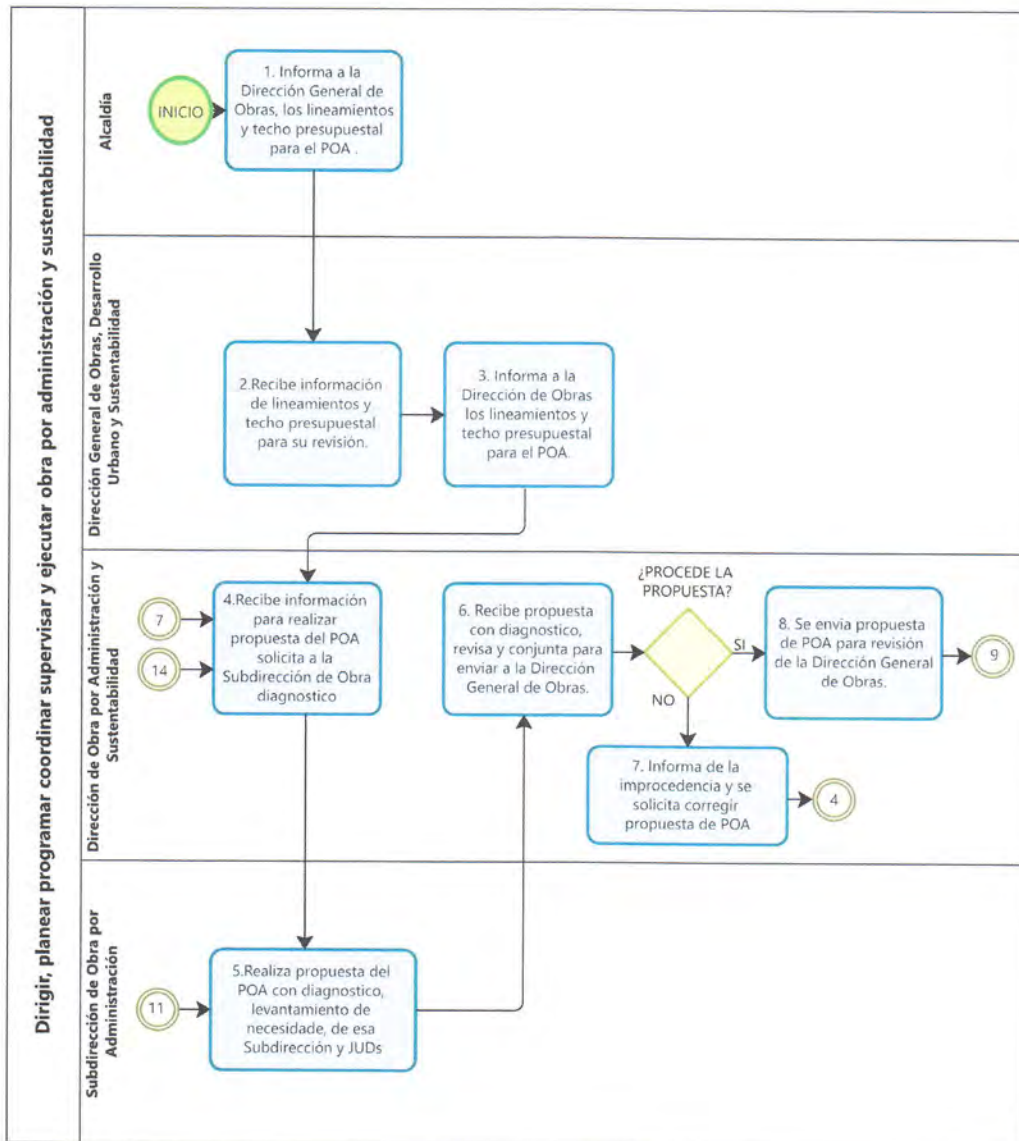 Dirigir, planear programar coordinar supervisar y ejecutar obra por administración y sustentabilidad
Alcaldía
INICIO
1. Informa a la
Dirección General de
Obras, los lineamientos
y techo presupuestal
para el POA .
Dirección General de Obras, Desarrollo
Urbano y Sustentabilidad
2.Recibe información
de lineamientos y
techo presupuestal
para su revisión.
3. Informa a la
Dirección de Obras
los lineamientos y
techo presupuestal
para el POA.
Dirección de Obra por Administración y
Sustentabilidad
7
14
4.Recibe información
para realizar
propuesta del POA
solicita a la
Subdirección de Obra
diagnostico
6. Recibe propuesta
con diagnostico,
revisa y conjunta para
enviar a la Dirección
General de Obras.
¿PROCEDE LA
PROPUESTA?
SI
NO
8. Se envia propuesta
de POA para revisión
de la Dirección General
de Obras.
9
7. Informa de la
improcedencia y se
solicita corregir
propuesta de POA
4
Subdirección de Obra por
Administración
11
5.Realiza propuesta del
POA con diagnostico,
levantamiento de
necesidade, de esa
Subdirección y JUDs